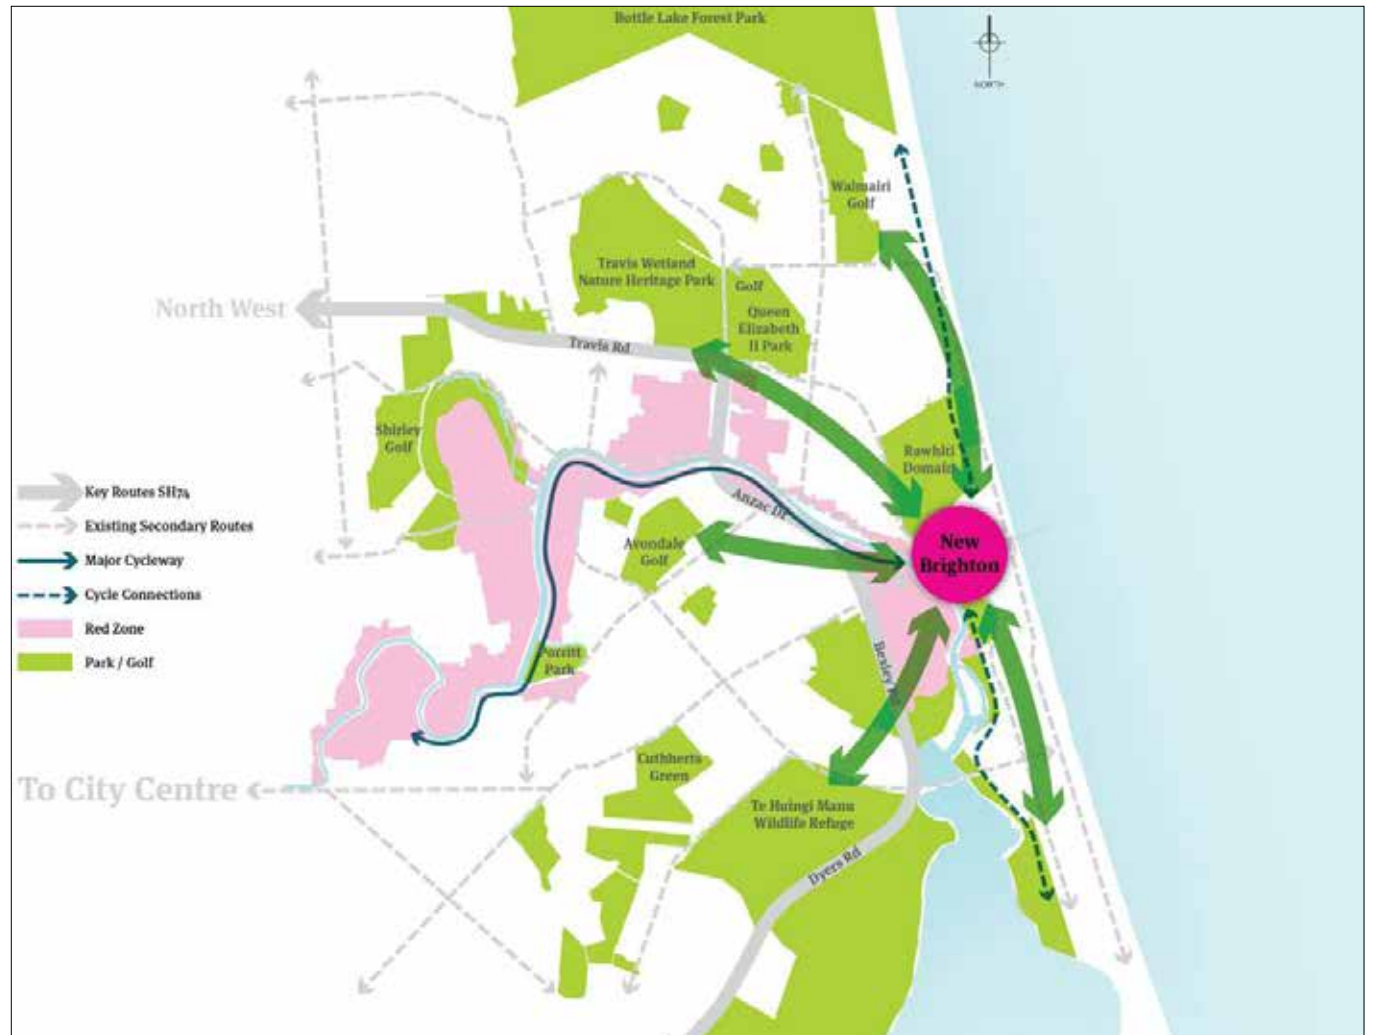 Bottle Lake Forest Park
NORTH
Waimairi
Golf
Travis Wetland
Nature Heritage Park
Golf
Queen
Elizabeth
II Park
North West
Travis Rd
Shirley
Golf
Rawhiti
Domain
Key Routes SH74
Anzac Dr
Existing Secondary Routes
Avondale
Golf
New
Brighton
Major Cycleway
Cycle Connections
Red Zone
Park / Golf
Porritt
Park
Bexley Rd
Cuthberts
Green
To City Centre
Te Huingi Manu
Wildlife Refuge
Dyers Rd